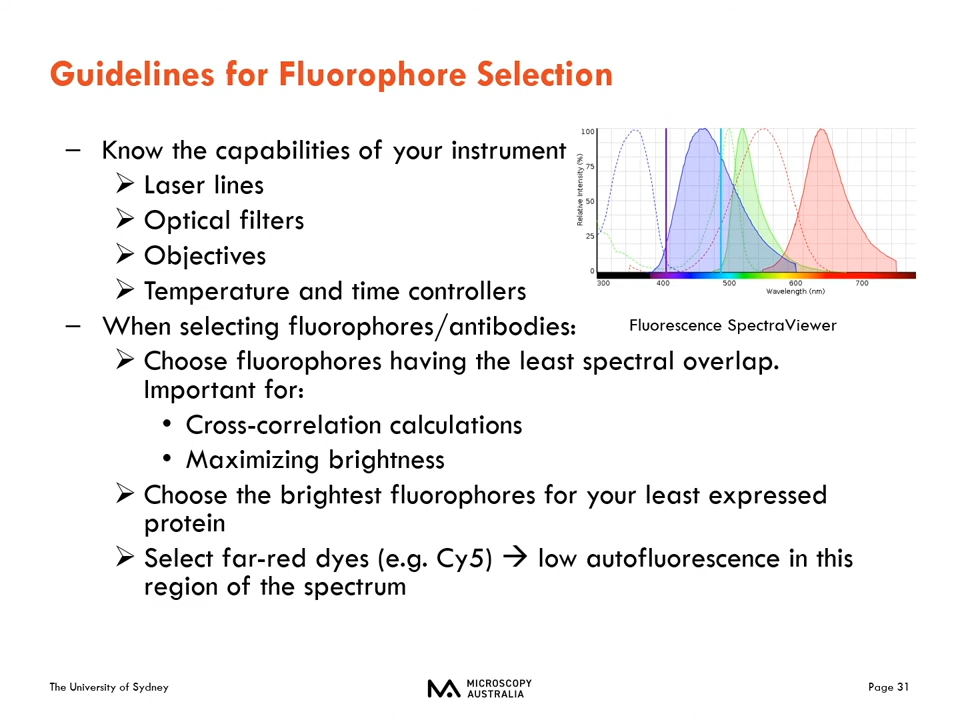 Guidelines for Fluorophore Selection
– Know the capabilities of your instrument
➢ Laser lines
➢ Optical filters
➢ Objectives
➢ Temperature and time controllers
– When selecting fluorophores/antibodies:
➢ Choose fluorophores having the least spectral overlap.
Important for:
• Cross-correlation calculations
• Maximizing brightness
➢ Choose the brightest fluorophores for your least expressed
protein
➢ Select far-red dyes (e.g. Cy5) → low autofluorescence in this
region of the spectrum
Relative Intensity (%)
100
75
50
25
0
300 400 500 600 700
Wavelength (nm)
Fluorescence SpectraViewer
The University of Sydney
MICROSCOPY
AUSTRALIA
Page 31